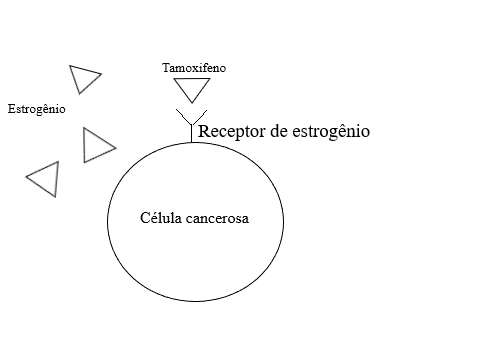 Tamoxifeno
Estrogênio
Receptor de estrogênio
Célula cancerosa